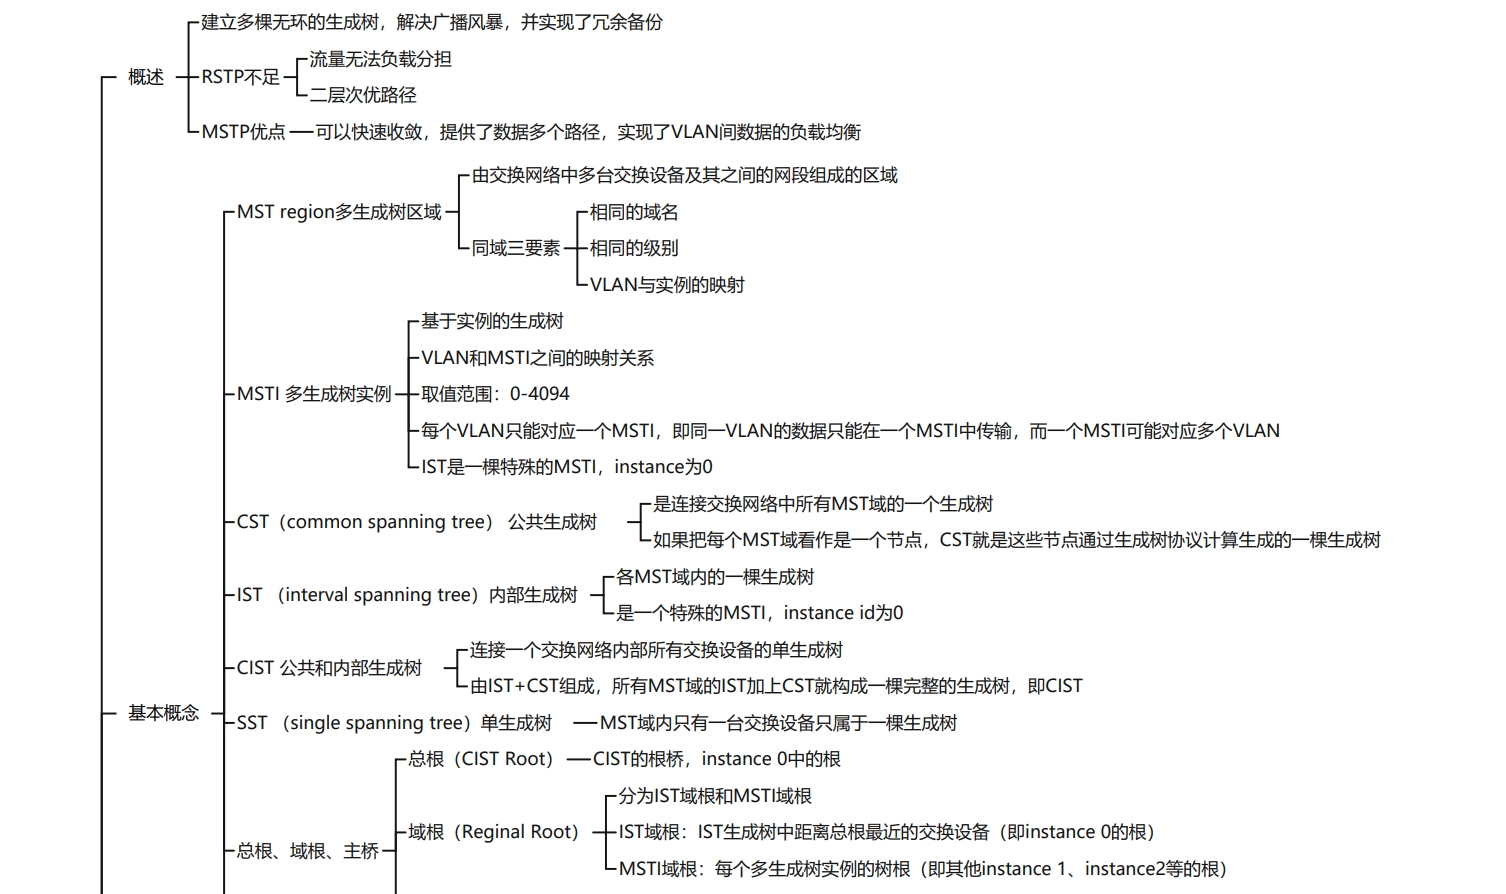 建立多棵无环的生成树，解决广播风暴，并实现了冗余备份
流量无法负载分担
概述
RSTP不足
二层次优路径
MSTP优点
可以快速收敛，提供了数据多个路径，实现了VLAN间数据的负载均衡
由交换网络中多台交换设备及其之间的网段组成的区域
MST region多生成树区域
相同的域名
同域三要素
相同的级别
VLAN与实例的映射
基于实例的生成树
VLAN和MSTI之间的映射关系
MSTI 多生成树实例
取值范围：0-4094
每个VLAN只能对应一个MSTI，即同一VLAN的数据只能在一个MSTI中传输，而一个MSTI可能对应多个VLAN
IST是一棵特殊的MSTI，instance为0
是连接交换网络中所有MST域的一个生成树
CST（common spanning tree） 公共生成树
如果把每个MST域看作是一个节点，CST就是这些节点通过生成树协议计算生成的一棵生成树
各MST域内的一棵生成树
IST （interval spanning tree）内部生成树
是一个特殊的MSTI，instance id为0
连接一个交换网络内部所有交换设备的单生成树
CIST 公共和内部生成树
由IST+CST组成，所有MST域的IST加上CST就构成一棵完整的生成树，即CIST
基本概念
SST （single spanning tree）单生成树
MST域内只有一台交换设备只属于一棵生成树
总根（CIST Root）
CIST的根桥，instance 0中的根
分为IST域根和MSTI域根
域根（Reginal Root）
IST域根：IST生成树中距离总根最近的交换设备（即instance 0的根）
总根、域根、主桥
MSTI域根：每个多生成树实例的树根（即其他instance 1、instance2等的根）